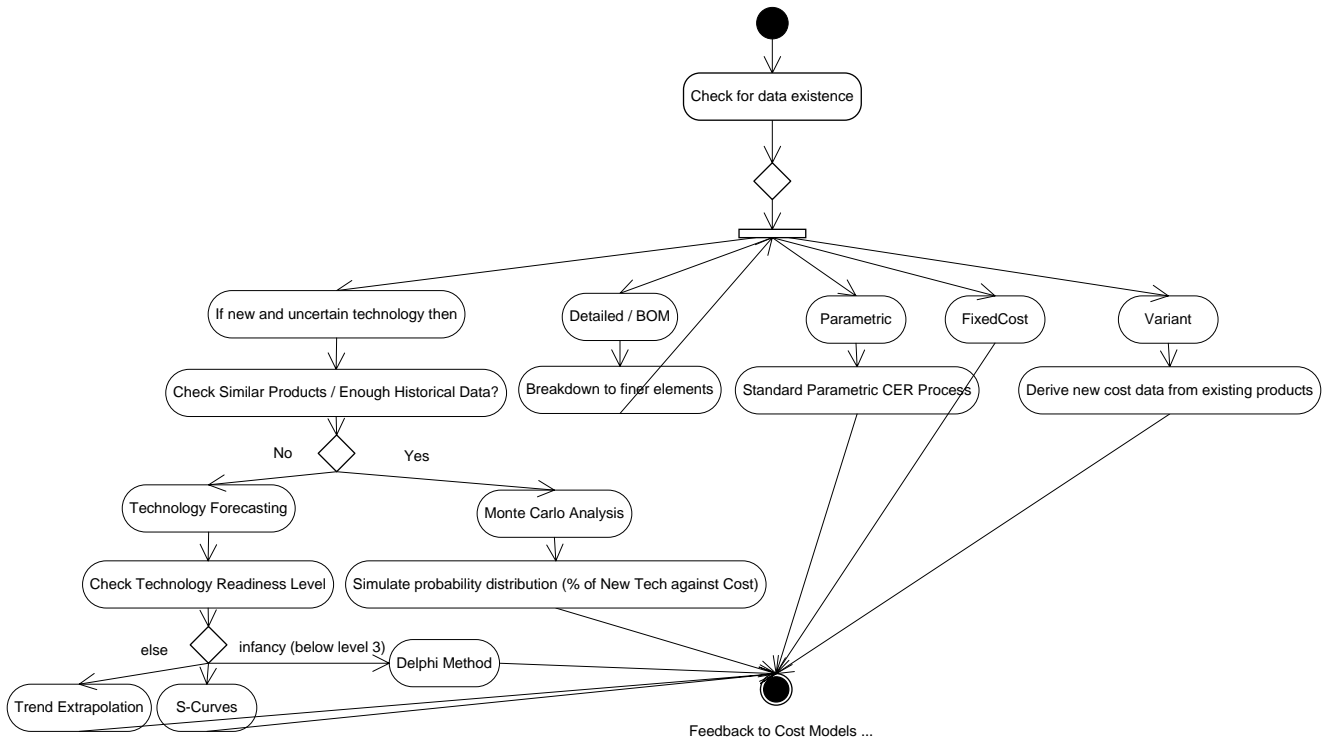 Check for data existence
If new and uncertain technology then
Detailed / BOM
Parametric
FixedCost
Variant
Check Similar Products / Enough Historical Data?
Breakdown to finer elements
Standard Parametric CER Process
Derive new cost data from existing products
No
Yes
Technology Forecasting
Monte Carlo Analysis
Check Technology Readiness Level
Simulate probability distribution (% of New Tech against Cost)
else
infancy (below level 3)
Delphi Method
Trend Extrapolation
S-Curves
Feedback to Cost Models ...